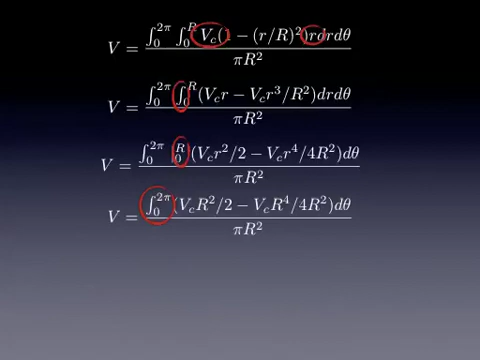 V = ∫₀^{2π} ∫₀^R V_c(1 − (r/R)²)rdrdθ / πR²
V = ∫₀^{2π} ∫₀^R (V_c r − V_c r³/R²)drdθ / πR²
V = ∫₀^{2π} |₀^R (V_c r²/2 − V_c r⁴/4R²)dθ / πR²
V = ∫₀^{2π} (V_c R²/2 − V_c R⁴/4R²)dθ / πR²